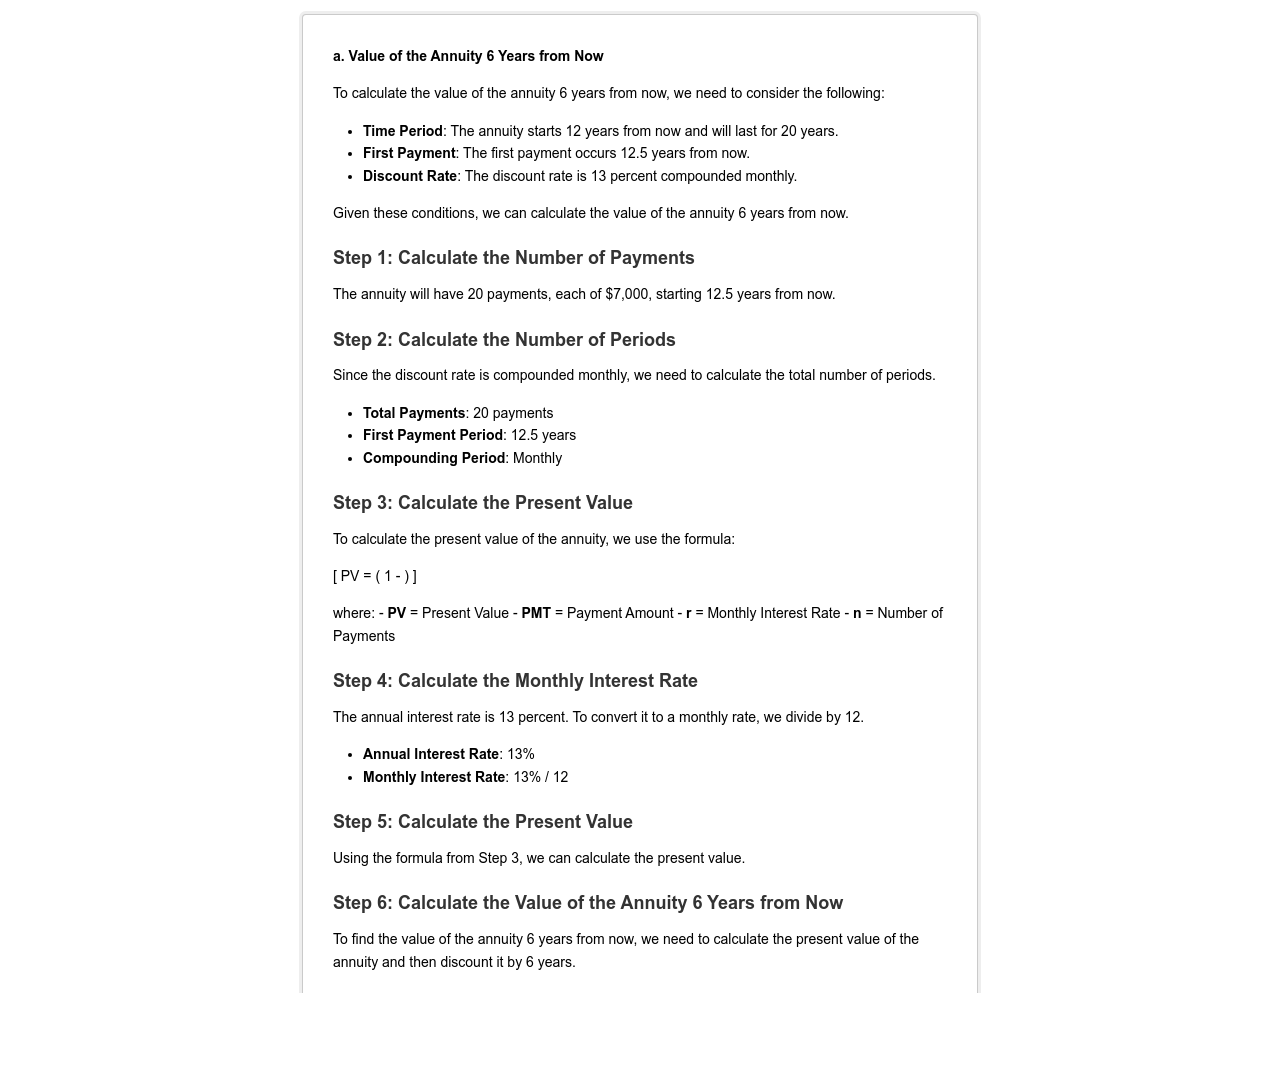 a. Value of the Annuity 6 Years from Now
To calculate the value of the annuity 6 years from now, we need to consider the following:
• Time Period: The annuity starts 12 years from now and will last for 20 years.
• First Payment: The first payment occurs 12.5 years from now.
• Discount Rate: The discount rate is 13 percent compounded monthly.
Given these conditions, we can calculate the value of the annuity 6 years from now.
Step 1: Calculate the Number of Payments
The annuity will have 20 payments, each of $7,000, starting 12.5 years from now.
Step 2: Calculate the Number of Periods
Since the discount rate is compounded monthly, we need to calculate the total number of periods.
• Total Payments: 20 payments
• First Payment Period: 12.5 years
• Compounding Period: Monthly
Step 3: Calculate the Present Value
To calculate the present value of the annuity, we use the formula:
[ PV = ( 1 - ) ]
where: - PV = Present Value - PMT = Payment Amount - r = Monthly Interest Rate - n = Number of
Payments
Step 4: Calculate the Monthly Interest Rate
The annual interest rate is 13 percent. To convert it to a monthly rate, we divide by 12.
• Annual Interest Rate: 13%
• Monthly Interest Rate: 13% / 12
Step 5: Calculate the Present Value
Using the formula from Step 3, we can calculate the present value.
Step 6: Calculate the Value of the Annuity 6 Years from Now
To find the value of the annuity 6 years from now, we need to calculate the present value of the
annuity and then discount it by 6 years.